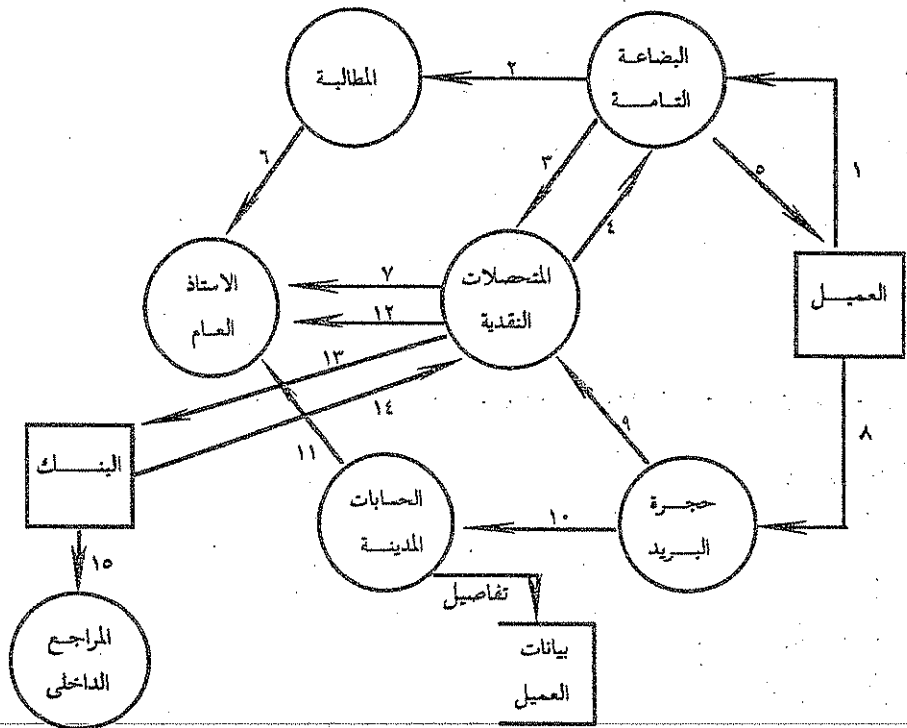 البضاعة
التامة
المطالبة
٢
١
٦
٣
٥
٤
المتحصلات
النقدية
الاستاذ
العام
العميل
٧
١٢
١٣
١٤
٩
٨
١١
البنك
الحسابات
المدينة
١٠
حجرة
البريد
١٥
تفاصيل
المراجع
الداخلى
بيانات
العميل